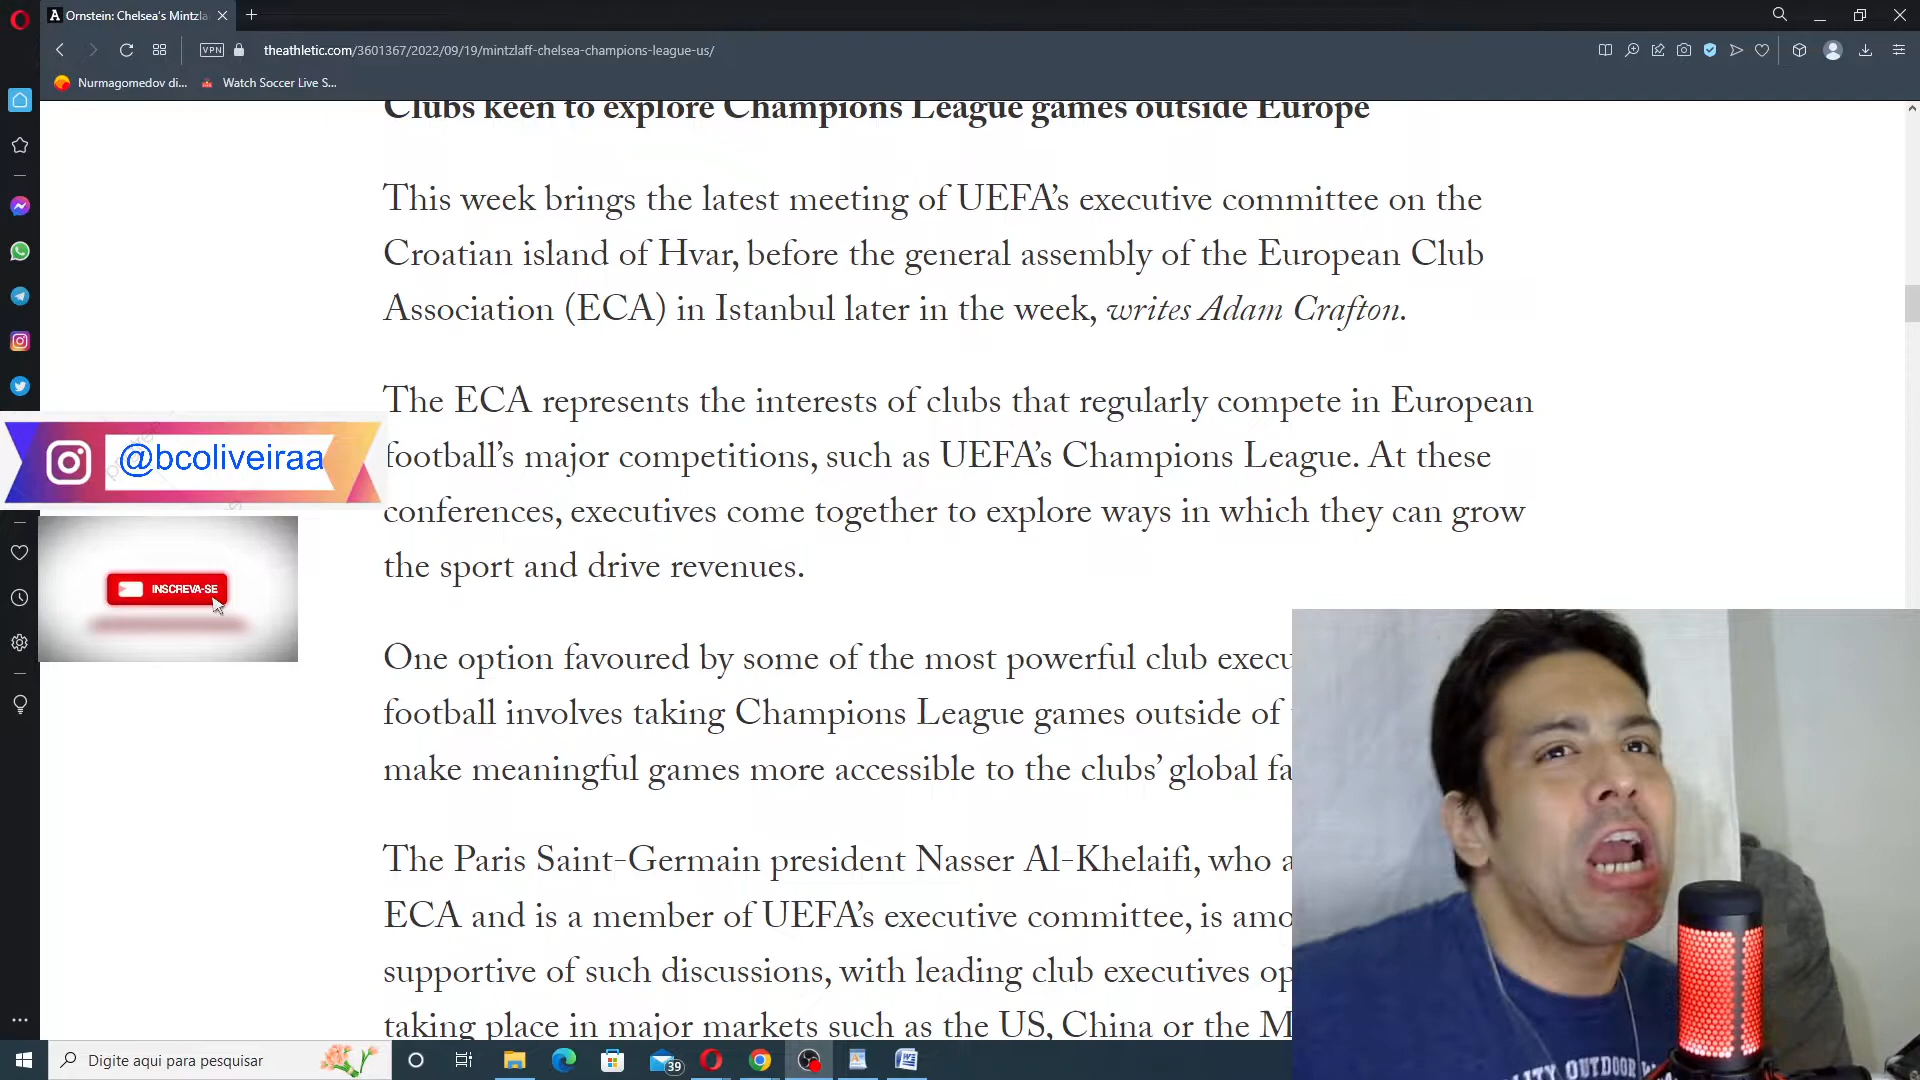 Ornstein: Chelsea's Mintzla
VPN
theathletic.com/3601367/2022/09/19/mintzlaff-chelsea-champions-league-us/
Nurmagomedov di...
Watch Soccer Live S...
Clubs keen to explore Champions League games outside Europe
This week brings the latest meeting of UEFA’s executive committee on the
Croatian island of Hvar, before the general assembly of the European Club
Association (ECA) in Istanbul later in the week, writes Adam Crafton.
The ECA represents the interests of clubs that regularly compete in European
football’s major competitions, such as UEFA’s Champions League. At these
conferences, executives come together to explore ways in which they can grow
the sport and drive revenues.
@bcoliveiraa
INSCREVA-SE
One option favoured by some of the most powerful club execu
football involves taking Champions League games outside of
make meaningful games more accessible to the clubs’ global fa
The Paris Saint-Germain president Nasser Al-Khelaifi, who a
ECA and is a member of UEFA’s executive committee, is amo
supportive of such discussions, with leading club executives op
taking place in major markets such as the US, China or the M
LITY OUTDOOR
Digite aqui para pesquisar
39